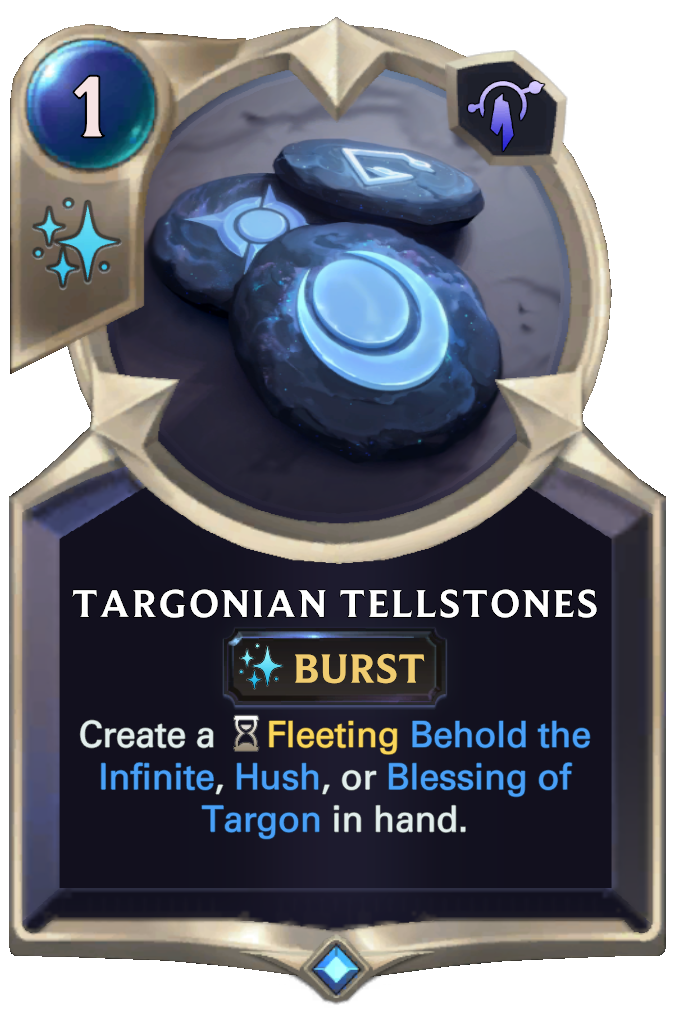 1
TARGONIAN TELLSTONES
BURST
Create a Fleeting Behold the
Infinite, Hush, or Blessing of
Targon in hand.